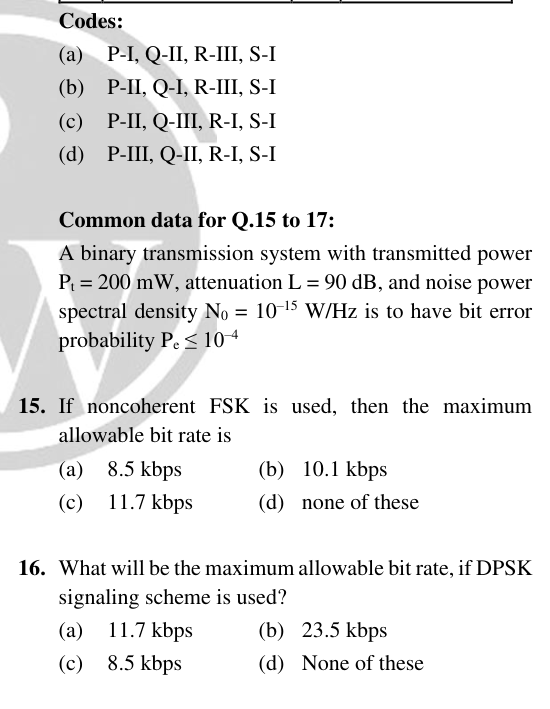 Codes:
(a) P-I, Q-II, R-III, S-I
(b) P-II, Q-I, R-III, S-I
(c) P-II, Q-III, R-I, S-I
(d) P-III, Q-II, R-I, S-I
Common data for Q.15 to 17:
A binary transmission system with transmitted power
Pₜ = 200 mW, attenuation L = 90 dB, and noise power
spectral density N₀ = 10⁻¹⁵ W/Hz is to have bit error
probability Pₑ ≤ 10⁻⁴
15. If noncoherent FSK is used, then the maximum
allowable bit rate is
(a) 8.5 kbps (b) 10.1 kbps
(c) 11.7 kbps (d) none of these
16. What will be the maximum allowable bit rate, if DPSK
signaling scheme is used?
(a) 11.7 kbps (b) 23.5 kbps
(c) 8.5 kbps (d) None of these